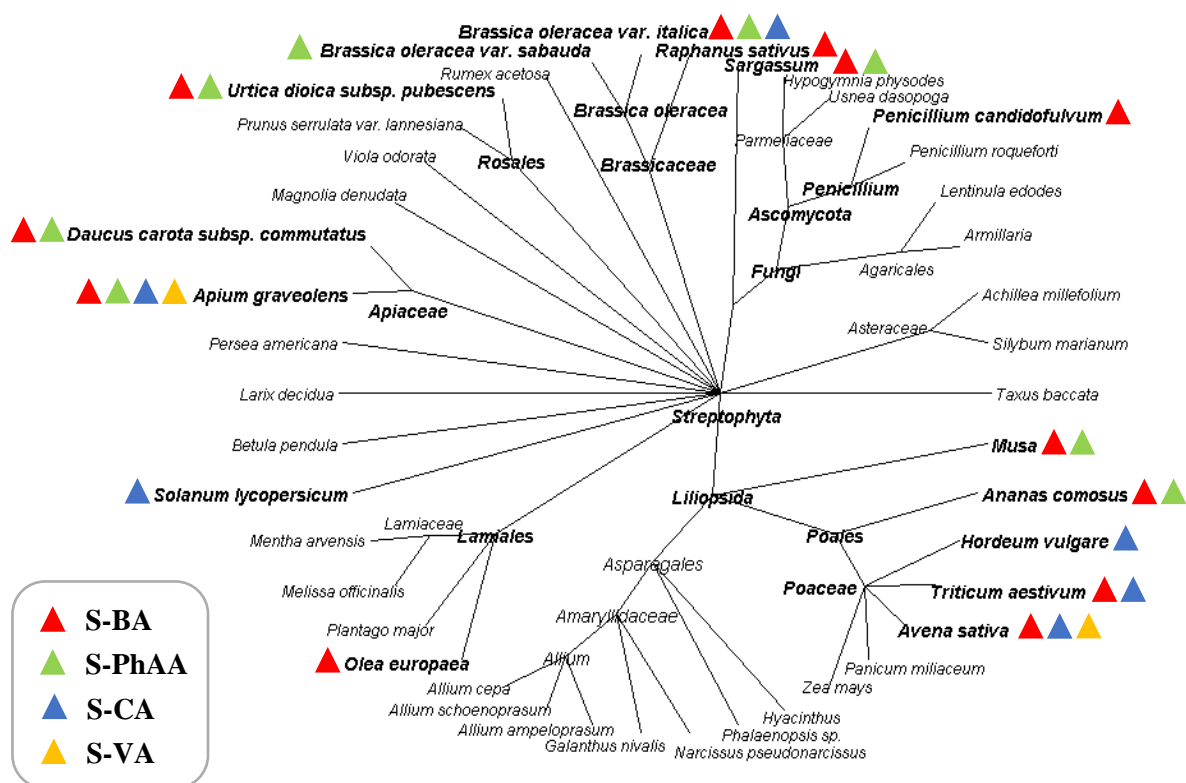 Brassica oleracea var. italica
Brassica oleracea var. sabauda
Raphanus sativus
Sargassum
Rumex acetosa
Hypogymnia physodes
Urtica dioica subsp. pubescens
Usnea dasopoga
Brassica oleracea
Penicillium candidofulvum
Prunus serrulata var. lannesiana
Parmeliaceae
Viola odorata
Rosales
Brassicaceae
Penicillium roqueforti
Magnolia denudata
Penicillium
Lentinula edodes
Ascomycota
Daucus carota subsp. commutatus
Armillaria
Fungi
Agaricales
Apium graveolens
Achillea millefolium
Apiaceae
Asteraceae
Persea americana
Silybum marianum
Larix decidua
Taxus baccata
Streptophyta
Betula pendula
Musa
Solanum lycopersicum
Liliopsida
Ananas comosus
Lamiaceae
Mentha arvensis
Lamiales
Poales
Hordeum vulgare
Asparagales
Melissa officinalis
Poaceae
Triticum aestivum
Amaryllidaceae
Plantago major
Avena sativa
Olea europaea
Allium
Panicum miliaceum
Allium cepa
Zea mays
Allium schoenoprasum
Hyacinthus
Allium ampeloprasum
Phalaenopsis sp.
Galanthus nivalis
Narcissus pseudonarcissus
S-BA
S-PhAA
S-CA
S-VA